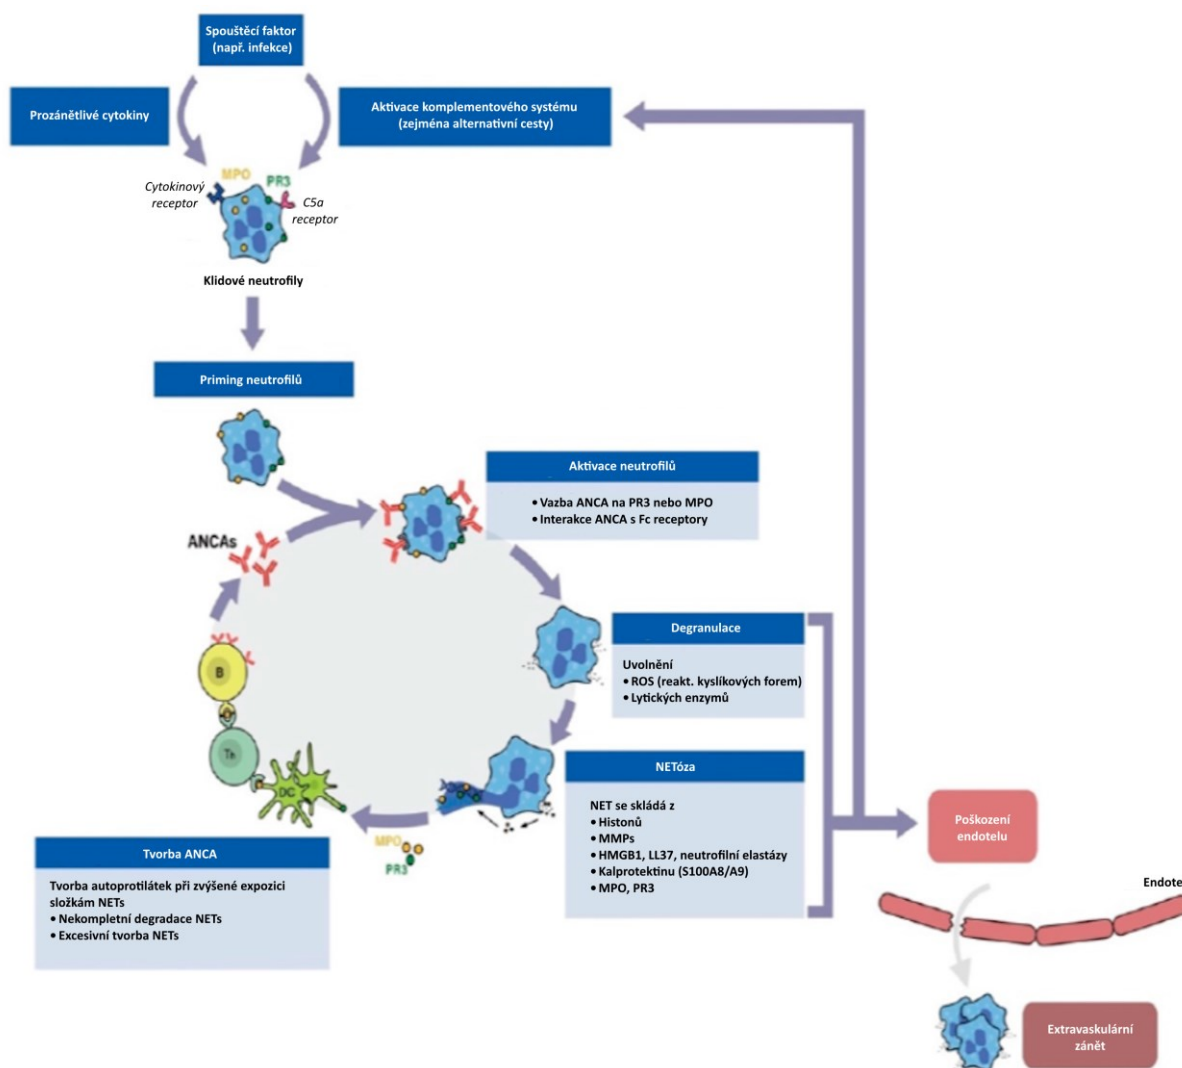 Spouštěcí faktor
(např. infekce)
Prozánětlivé cytokiny
Aktivace komplementového systému
(zejména alternativní cesty)
MPO
PR3
Cytokinový
receptor
C5a
receptor
Klidové neutrofily
Priming neutrofilů
Aktivace neutrofilů
• Vazba ANCA na PR3 nebo MPO
• Interakce ANCA s Fc receptory
ANCAs
B
Th
DC
Degranulace
Uvolnění
• ROS (reakt. kyslíkových forem)
• Lytických enzymů
NETóza
NET se skládá z
• Histonů
• MMPs
• HMGB1, LL37, neutrofilní elastázy
• Kalprotektinu (S100A8/A9)
• MPO, PR3
MPO
PR3
Tvorba ANCA
Tvorba autoprotilátek při zvýšené expozici
složkám NETs
• Nekompletní degradace NETs
• Excesivní tvorba NETs
Poškození
endotelu
Endote
Extravaskulární
zánět